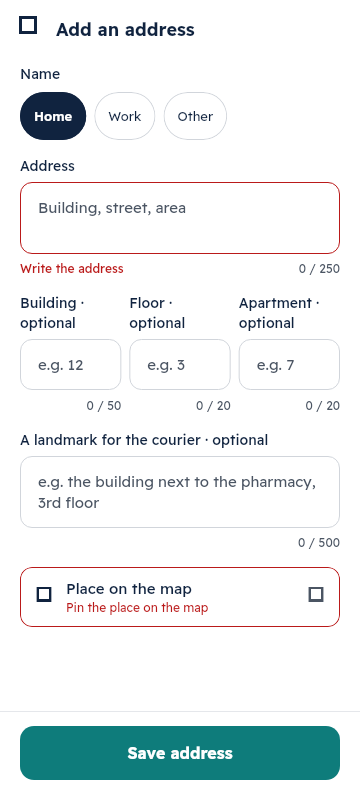 Add an address
Name
Home Work Other
Address
Building, street, area
Write the address 0 / 250
Building · optional
Floor · optional
Apartment · optional
e.g. 12 e.g. 3 e.g. 7
0 / 50 0 / 20 0 / 20
A landmark for the courier · optional
e.g. the building next to the pharmacy,
3rd floor
0 / 500
Place on the map
Pin the place on the map
Save address